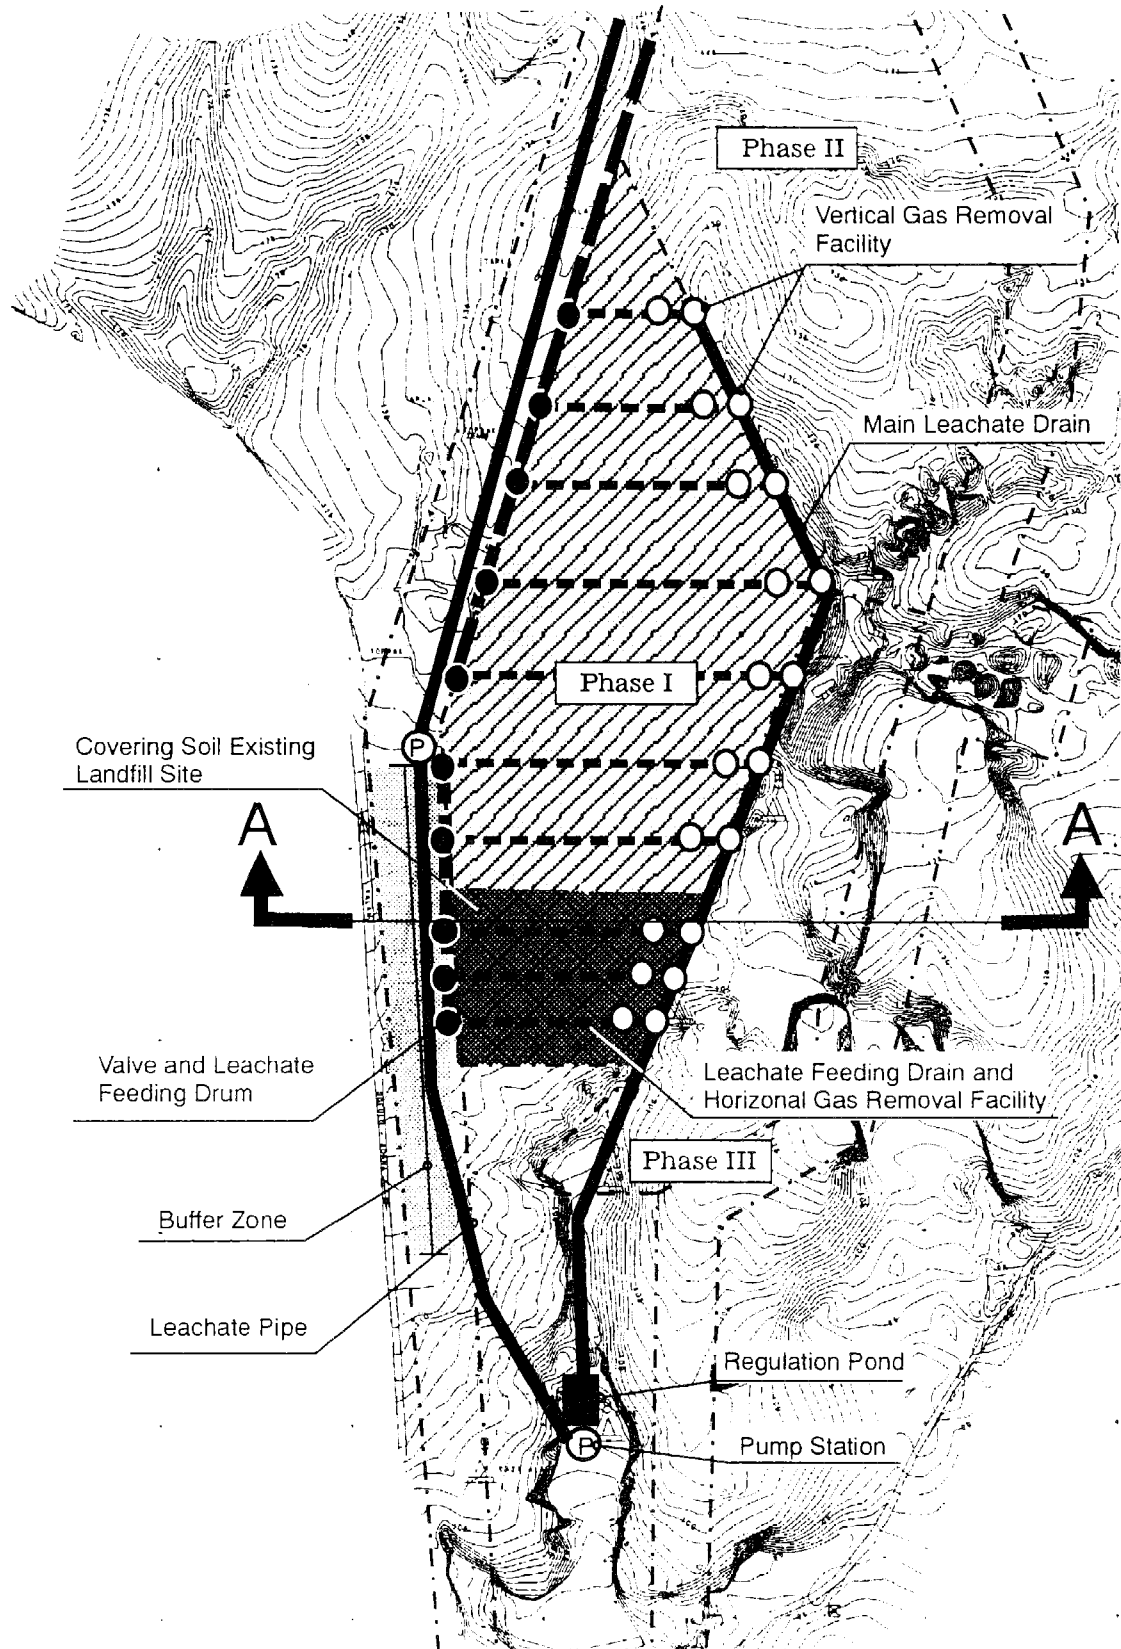 Phase II
Vertical Gas Removal
Facility
Main Leachate Drain
Phase I
P
Covering Soil Existing
Landfill Site
A
A
Valve and Leachate
Feeding Drum
Leachate Feeding Drain and
Horizonal Gas Removal Facility
Phase III
Buffer Zone
Leachate Pipe
Regulation Pond
P
Pump Station